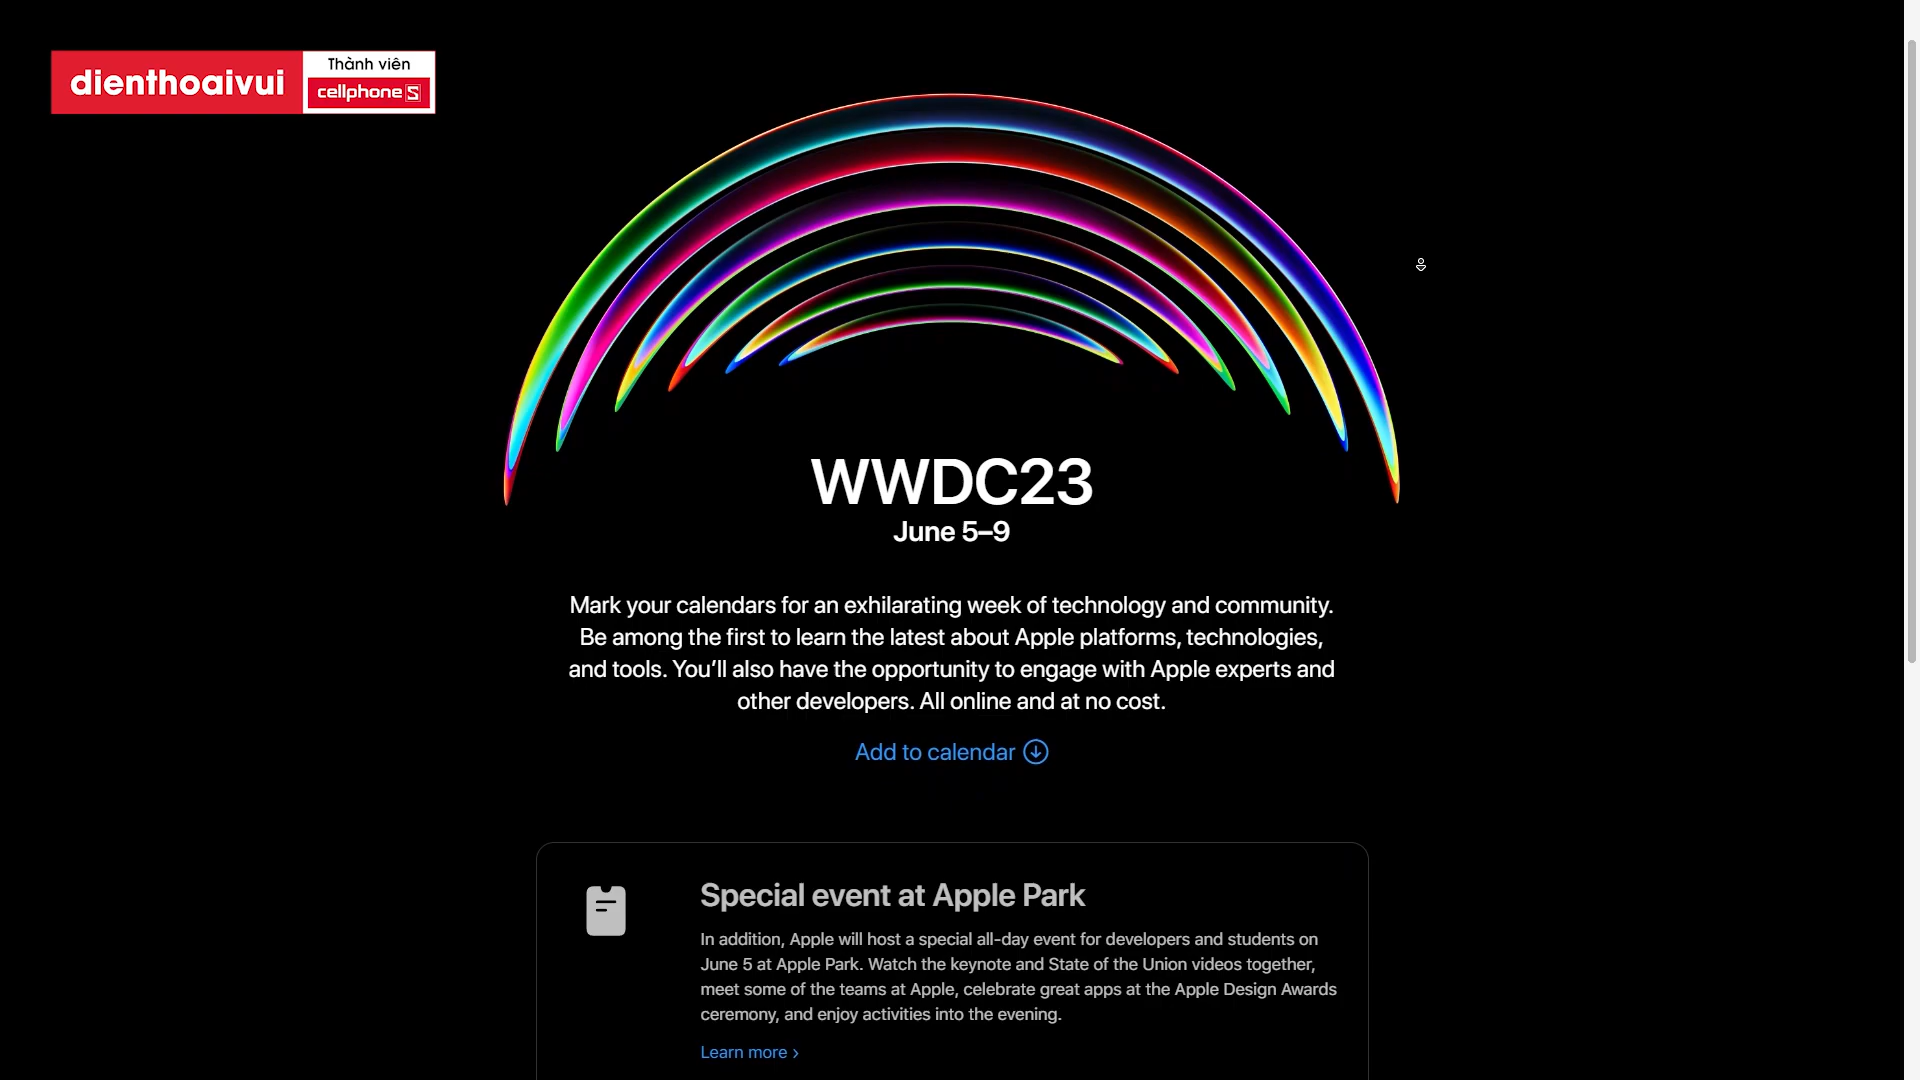 dienthoaivui
Thành viên
cellphoneS
WWDC23
June 5–9
Mark your calendars for an exhilarating week of technology and community.
Be among the first to learn the latest about Apple platforms, technologies,
and tools. You’ll also have the opportunity to engage with Apple experts and
other developers. All online and at no cost.
Add to calendar
Special event at Apple Park
In addition, Apple will host a special all-day event for developers and students on
June 5 at Apple Park. Watch the keynote and State of the Union videos together,
meet some of the teams at Apple, celebrate great apps at the Apple Design Awards
ceremony, and enjoy activities into the evening.
Learn more ›